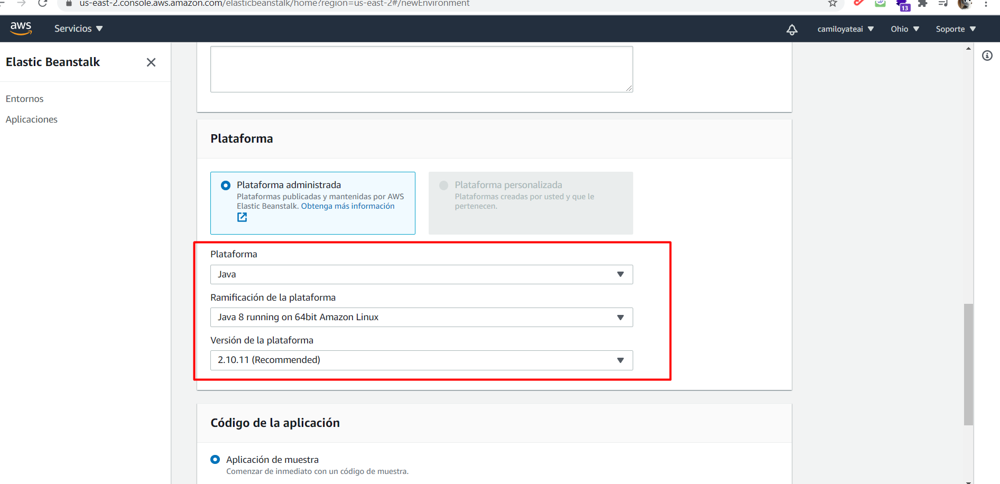 us-east-2.console.aws.amazon.com/elasticbeanstalk/home?region=us-east-2#/newEnvironment
13
aws
Servicios
camiloyateai
Ohio
Soporte
Elastic Beanstalk
Entornos
Aplicaciones
Plataforma
Plataforma administrada
Plataformas publicadas y mantenidas por AWS
Elastic Beanstalk. Obtenga más información
Plataforma personalizada
Plataformas creadas por usted y que le
pertenecen.
Plataforma
Java
Ramificación de la plataforma
Java 8 running on 64bit Amazon Linux
Versión de la plataforma
2.10.11 (Recommended)
Código de la aplicación
Aplicación de muestra
Comenzar de inmediato con un código de muestra.